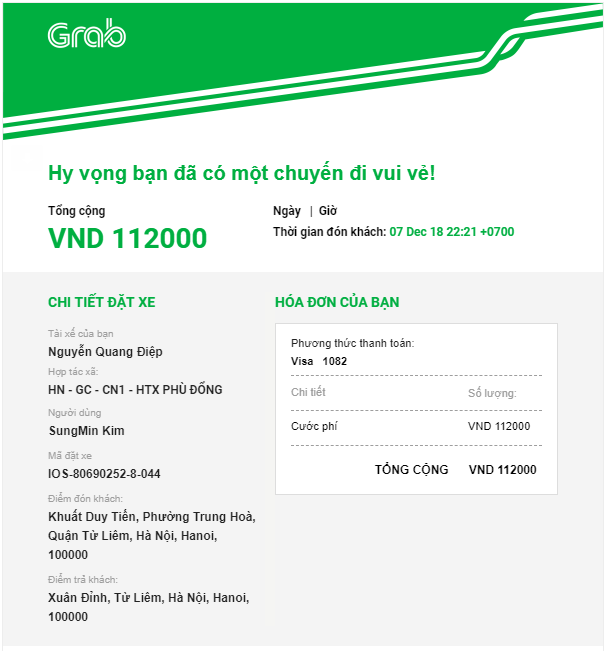 Grab
Hy vọng bạn đã có một chuyến đi vui vẻ!
Tổng cộng
VND 112000
Ngày | Giờ
Thời gian đón khách: 07 Dec 18 22:21 +0700
CHI TIẾT ĐẶT XE
Tài xế của bạn
Nguyễn Quang Điệp
Hợp tác xã:
HN - GC - CN1 - HTX PHÙ ĐỔNG
Người dùng
SungMin Kim
Mã đặt xe
IOS-80690252-8-044
Điểm đón khách:
Khuất Duy Tiến, Phường Trung Hoà,
Quận Từ Liêm, Hà Nội, Hanoi,
100000
Điểm trả khách:
Xuân Đỉnh, Từ Liêm, Hà Nội, Hanoi,
100000
HÓA ĐƠN CỦA BẠN
Phương thức thanh toán:
Visa 1082
Chi tiết Số lượng:
Cước phí VND 112000
TỔNG CỘNG VND 112000